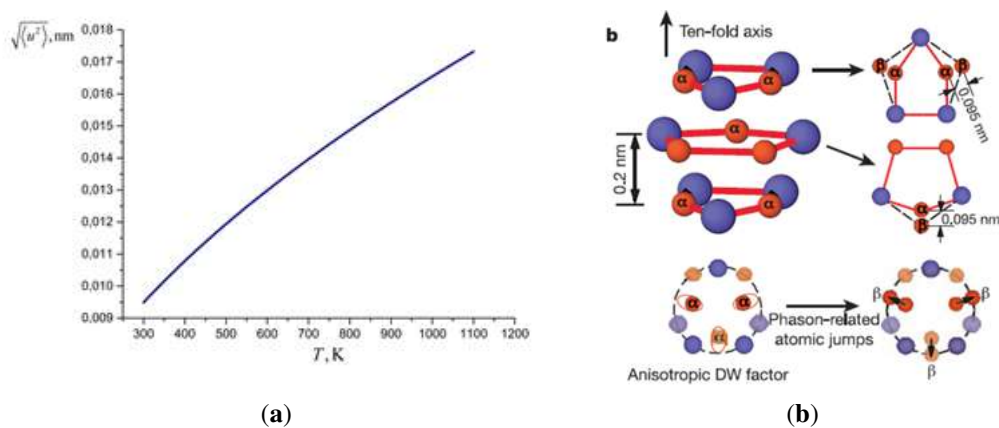 √⟨u²⟩, nm
0,018
0,017
0,016
0,015
0,014
0,013
0,012
0,011
0,010
0,009
300 400 500 600 700 800 900 1000 1100 1200
T, K
(a)
b
Ten-fold axis
α α
α
0.2 nm
α α
β α α β
0.095 nm
α
β
0.095 nm
α α
α
Phason-related
atomic jumps
β β
β
Anisotropic DW factor
(b)